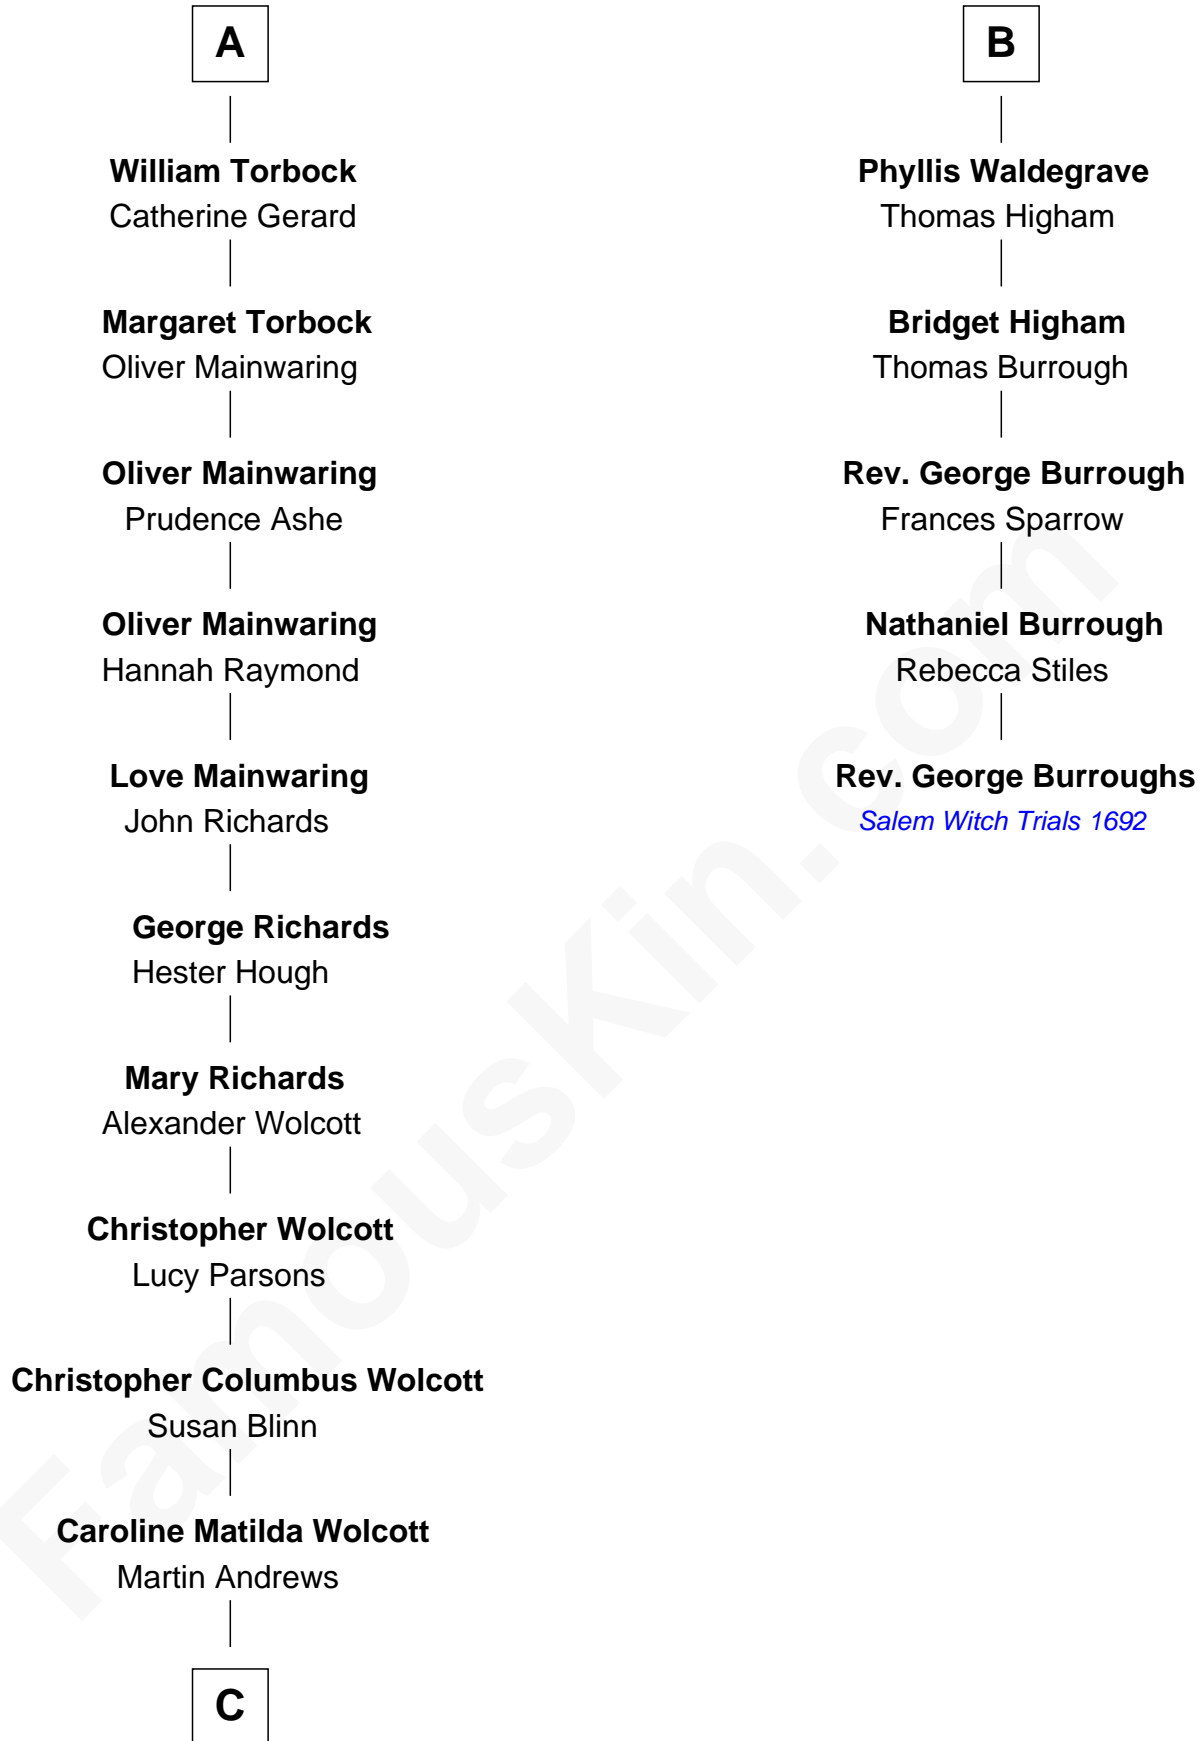 A
William Torbock
Catherine Gerard
Margaret Torbock
Oliver Mainwaring
Oliver Mainwaring
Prudence Ashe
Oliver Mainwaring
Hannah Raymond
Love Mainwaring
John Richards
George Richards
Hester Hough
Mary Richards
Alexander Wolcott
Christopher Wolcott
Lucy Parsons
Christopher Columbus Wolcott
Susan Blinn
Caroline Matilda Wolcott
Martin Andrews
C
B
Phyllis Waldegrave
Thomas Higham
Bridget Higham
Thomas Burrough
Rev. George Burrough
Frances Sparrow
Nathaniel Burrough
Rebecca Stiles
Rev. George Burroughs
Salem Witch Trials 1692
FamousKin.com